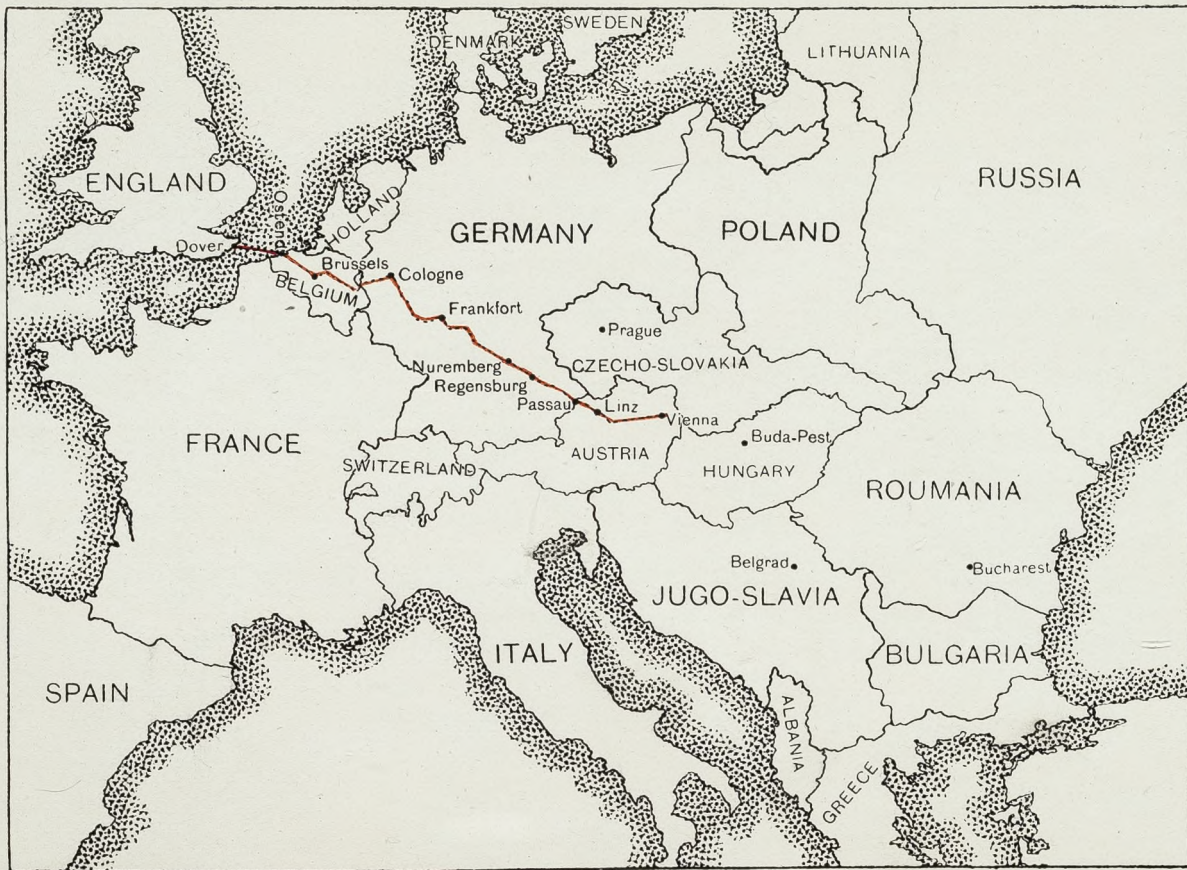 SWEDEN
DENMARK
LITHUANIA
ENGLAND
RUSSIA
Ostend
HOLLAND
GERMANY
POLAND
Dover
Brussels
Cologne
BELGIUM
Frankfort
Prague
Nuremberg
CZECHO-SLOVAKIA
Regensburg
Passau
Linz
Vienna
FRANCE
Buda-Pest
AUSTRIA
SWITZERLAND
HUNGARY
ROUMANIA
Belgrad
Bucharest
JUGO-SLAVIA
ITALY
BULGARIA
SPAIN
ALBANIA
GREECE